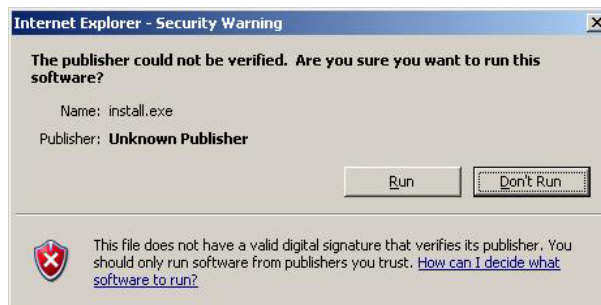 Internet Explorer - Security Warning
The publisher could not be verified. Are you sure you want to run this
software?
Name: install.exe
Publisher: Unknown Publisher
Run
Don't Run
This file does not have a valid digital signature that verifies its publisher. You
should only run software from publishers you trust. How can I decide what
software to run?